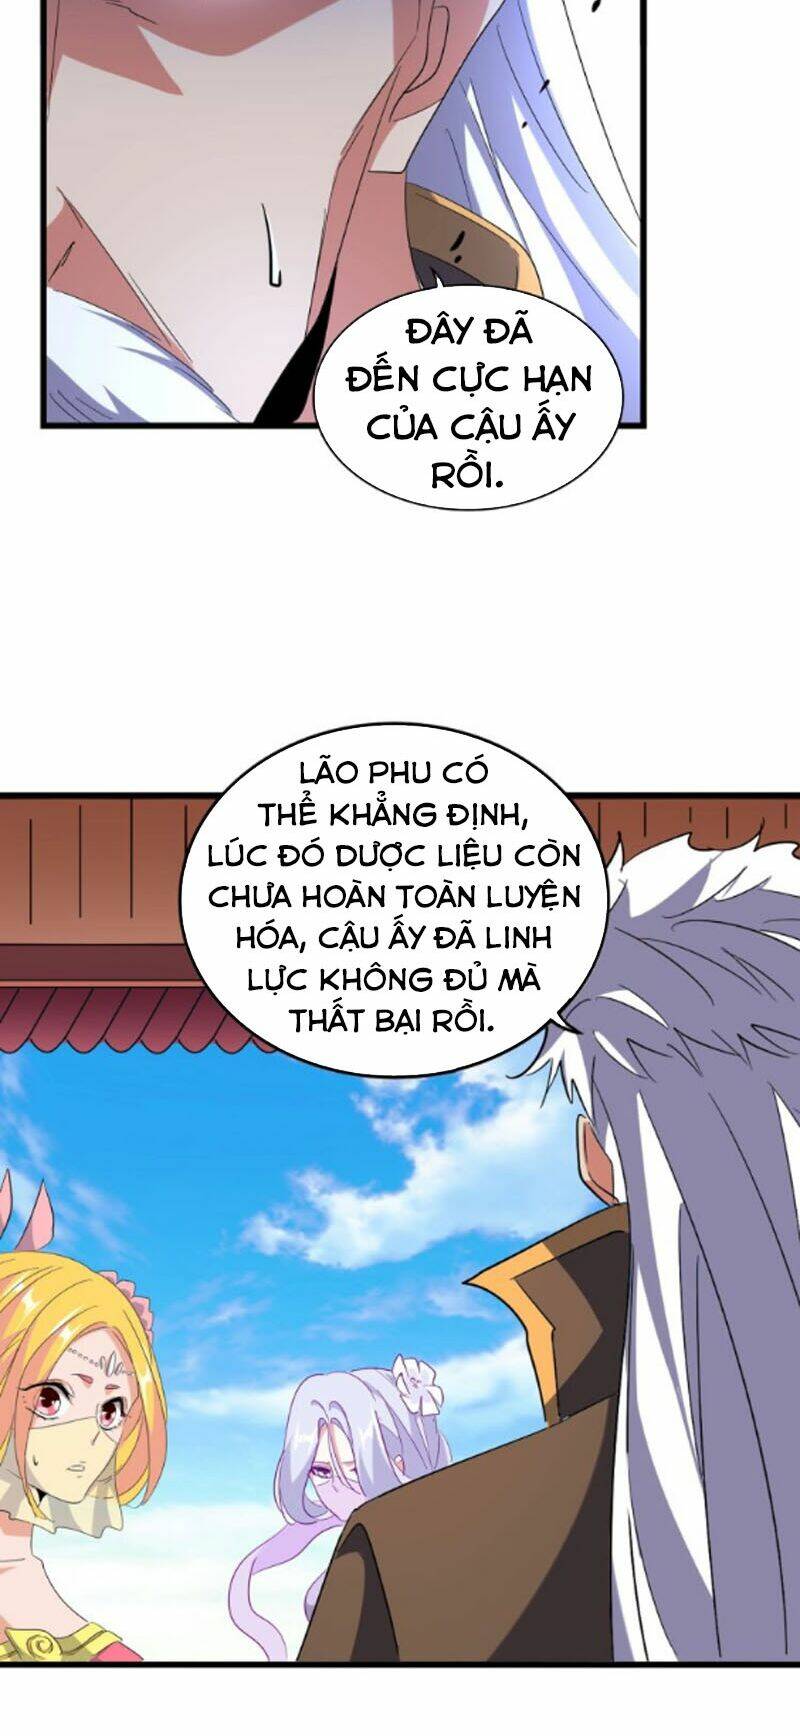 ĐÂY ĐÃ
ĐẾN CỰC HẠN
CỦA CẬU ẤY
RỒI.
LÃO PHU CÓ
THỂ KHẲNG ĐỊNH,
LÚC ĐÓ DƯỢC LIỆU CÒN
CHƯA HOÀN TOÀN LUYỆN
HÓA, CẬU ẤY ĐÃ LINH
LỰC KHÔNG ĐỦ MÀ
THẤT BẠI RỒI.